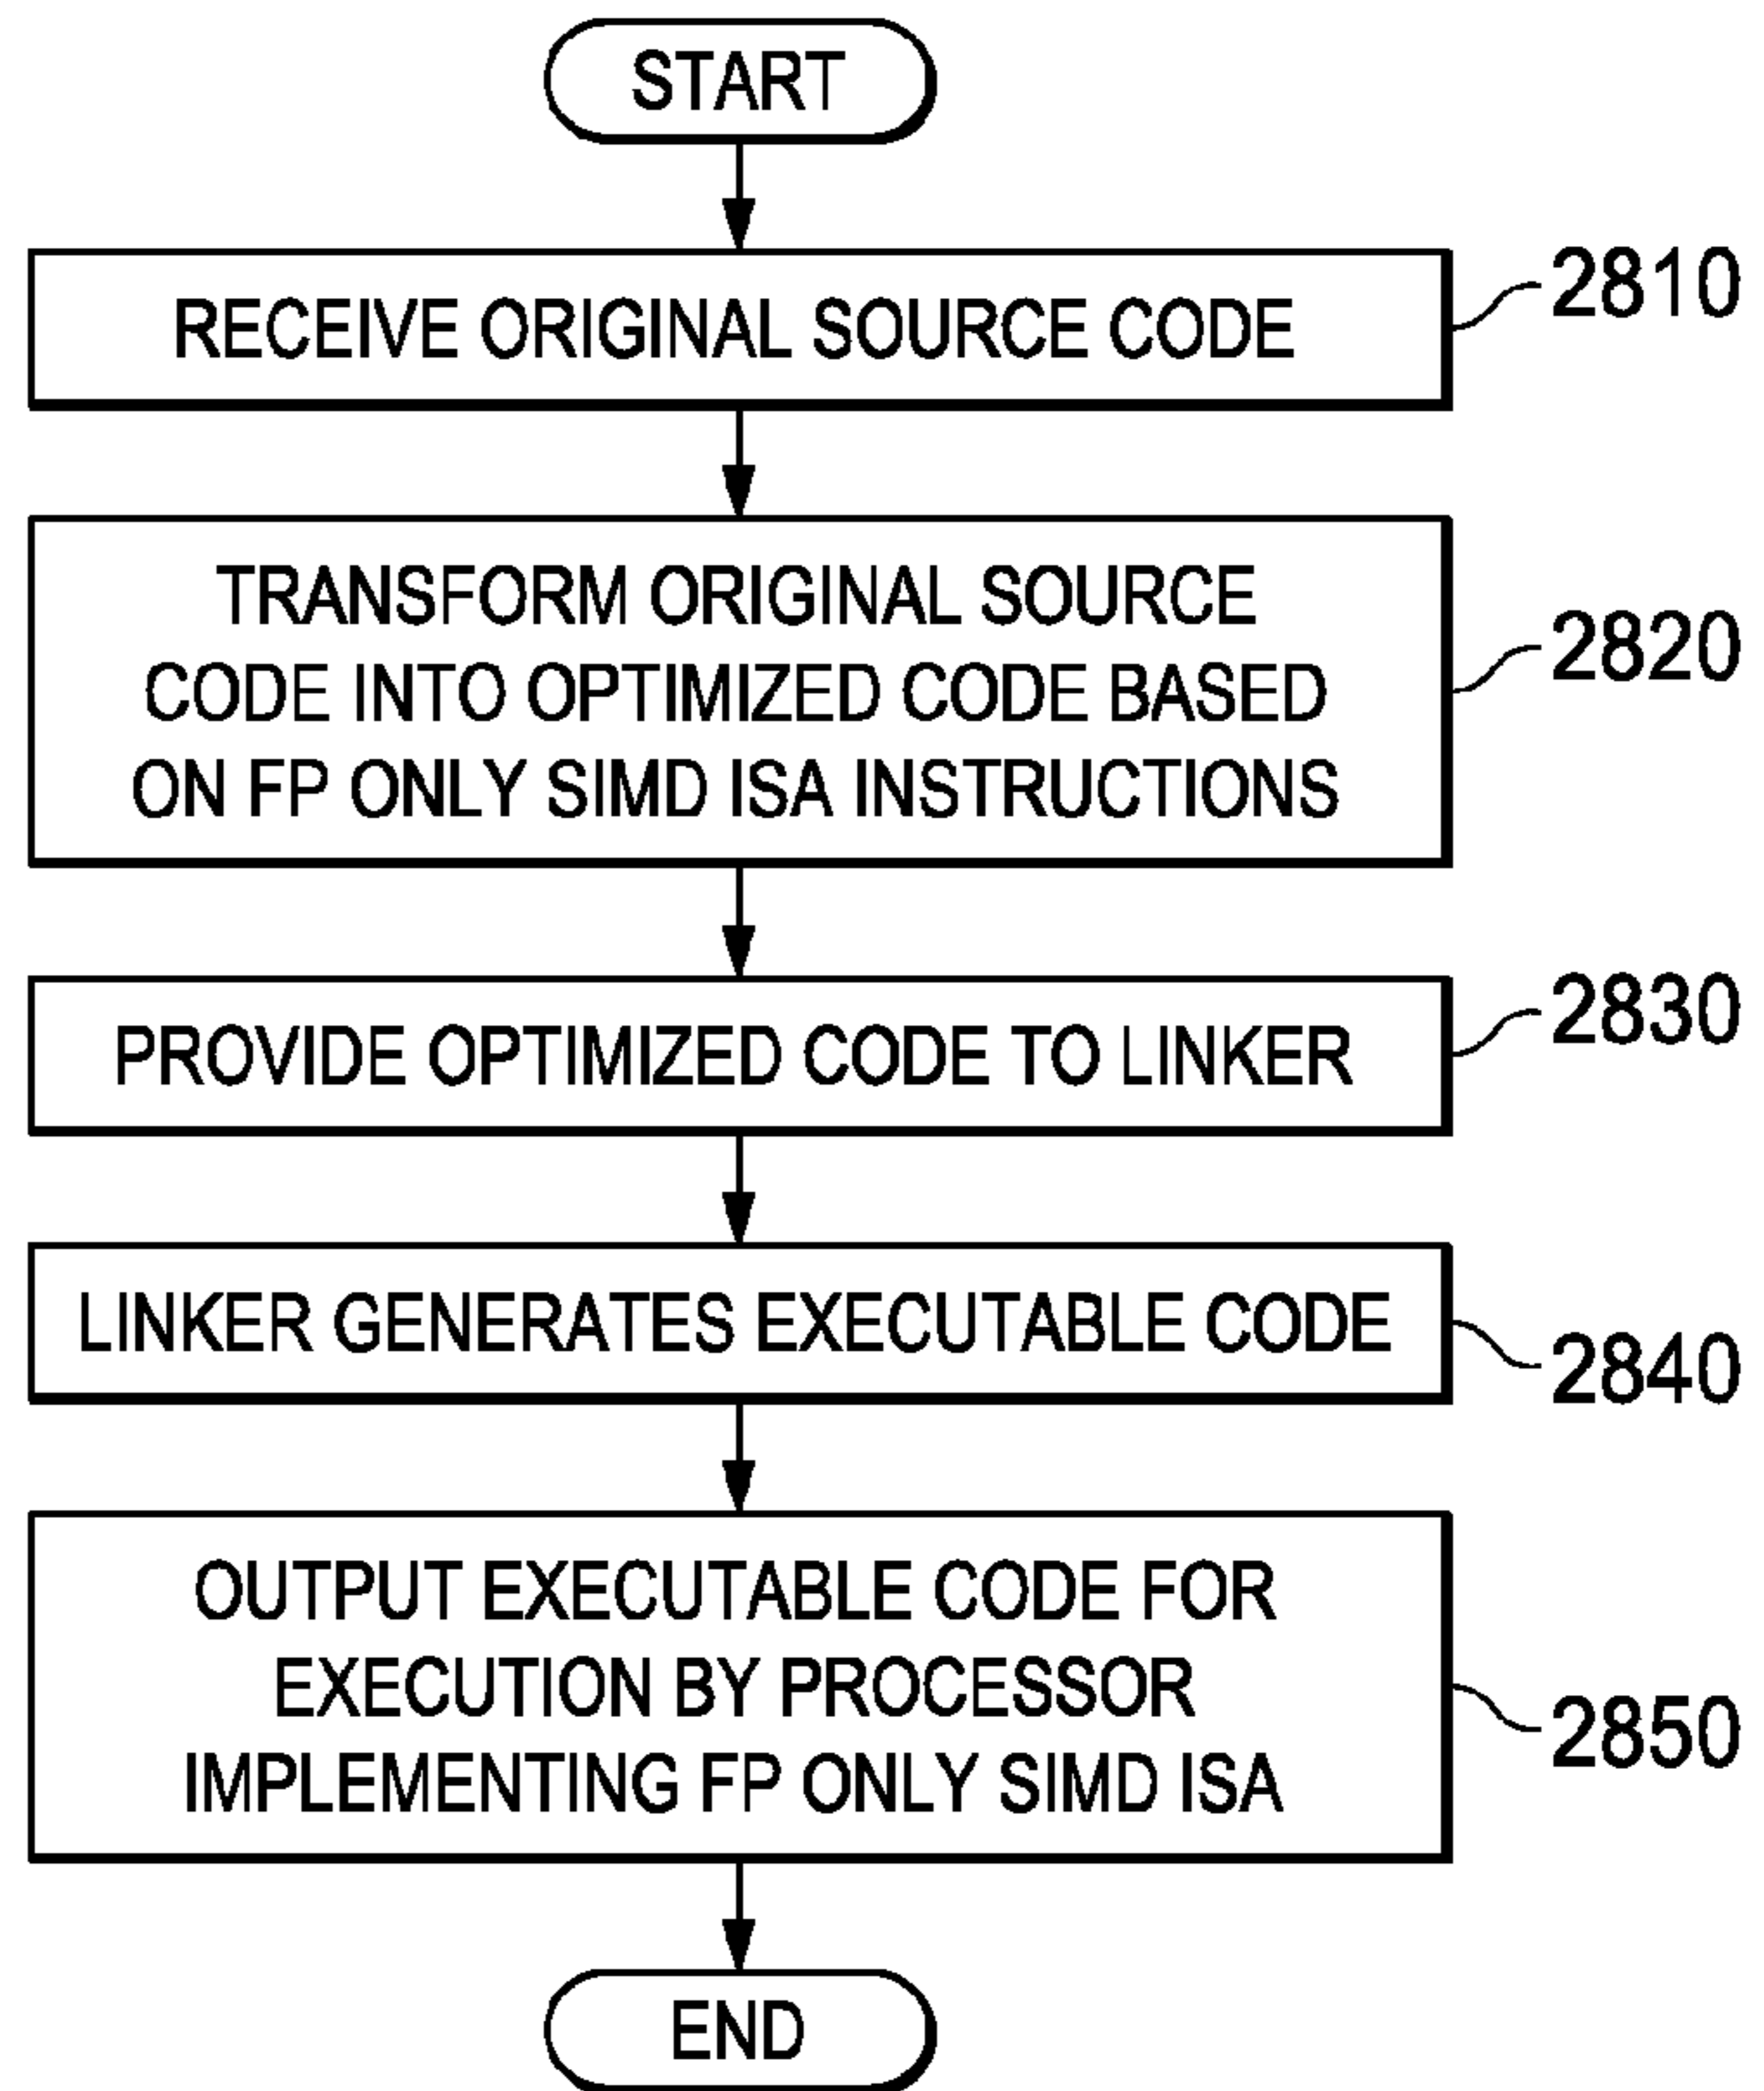 START
RECEIVE ORIGINAL SOURCE CODE
2810
TRANSFORM ORIGINAL SOURCE
CODE INTO OPTIMIZED CODE BASED
ON FP ONLY SIMD ISA INSTRUCTIONS
2820
PROVIDE OPTIMIZED CODE TO LINKER
2830
LINKER GENERATES EXECUTABLE CODE
2840
OUTPUT EXECUTABLE CODE FOR
EXECUTION BY PROCESSOR
IMPLEMENTING FP ONLY SIMD ISA
2850
END